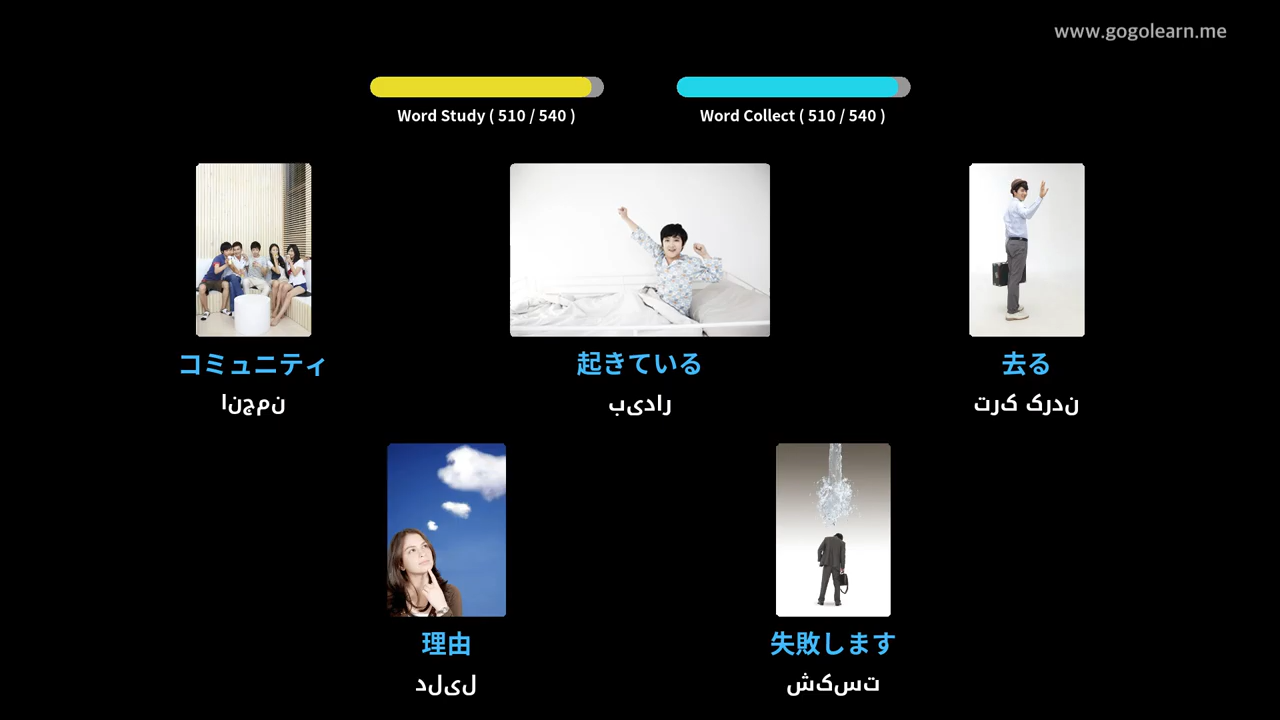 www.gogolearn.me
Word Study ( 510 / 540 )
Word Collect ( 510 / 540 )
コミュニティ
انجمن
起きている
بیدار
去る
ترک کردن
理由
دلیل
失敗します
شکست